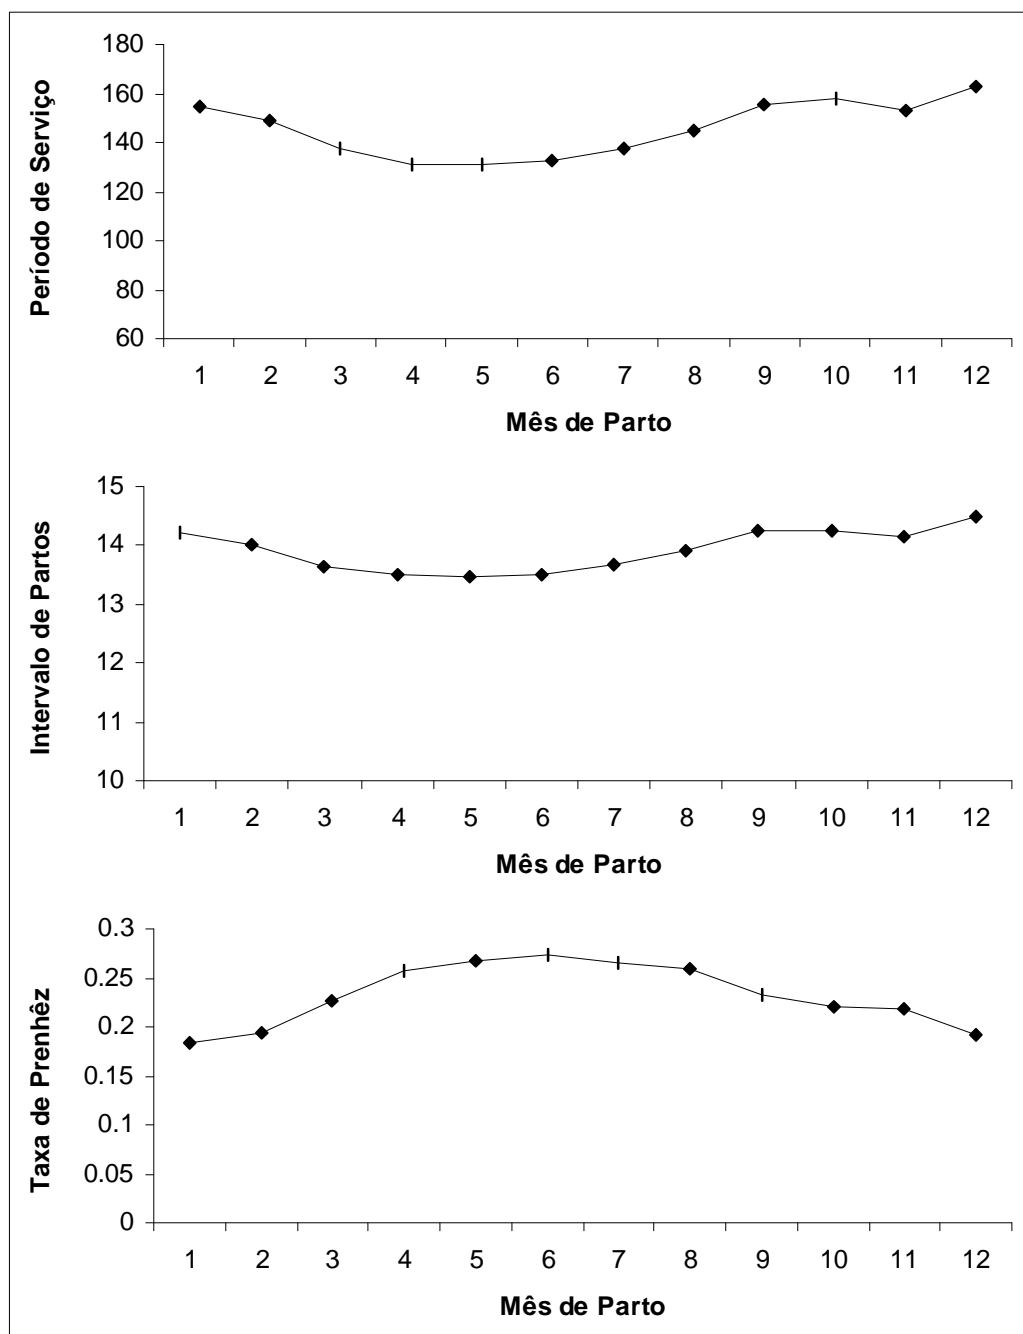 180
160
140
120
100
80
60
Período de Serviço
1 2 3 4 5 6 7 8 9 10 11 12
Mês de Parto
15
14
13
12
11
10
Intervalo de Partos
1 2 3 4 5 6 7 8 9 10 11 12
Mês de Parto
0.3
0.25
0.2
0.15
0.1
0.05
0
Taxa de Prenhêz
1 2 3 4 5 6 7 8 9 10 11 12
Mês de Parto